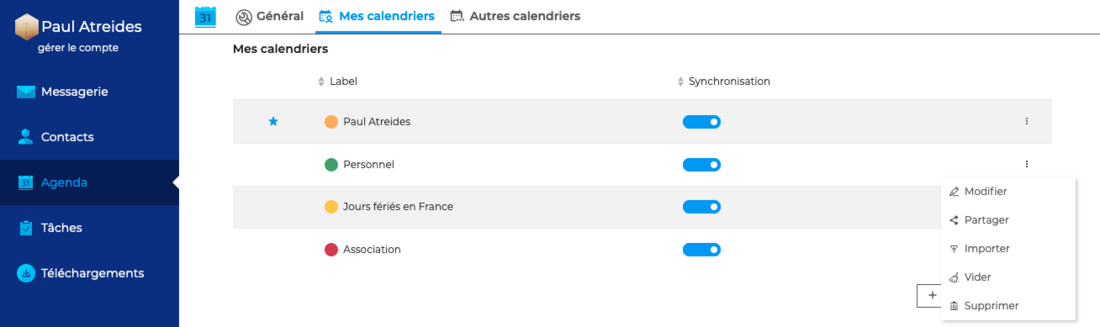 Paul Atreides
gérer le compte
Messagerie
Contacts
31 Agenda
Tâches
Téléchargements
31 Général Mes calendriers Autres calendriers
Mes calendriers
Label Synchronisation
Paul Atreides
Personnel
Jours fériés en France
Association
Modifier
Partager
Importer
Vider
Supprimer
+